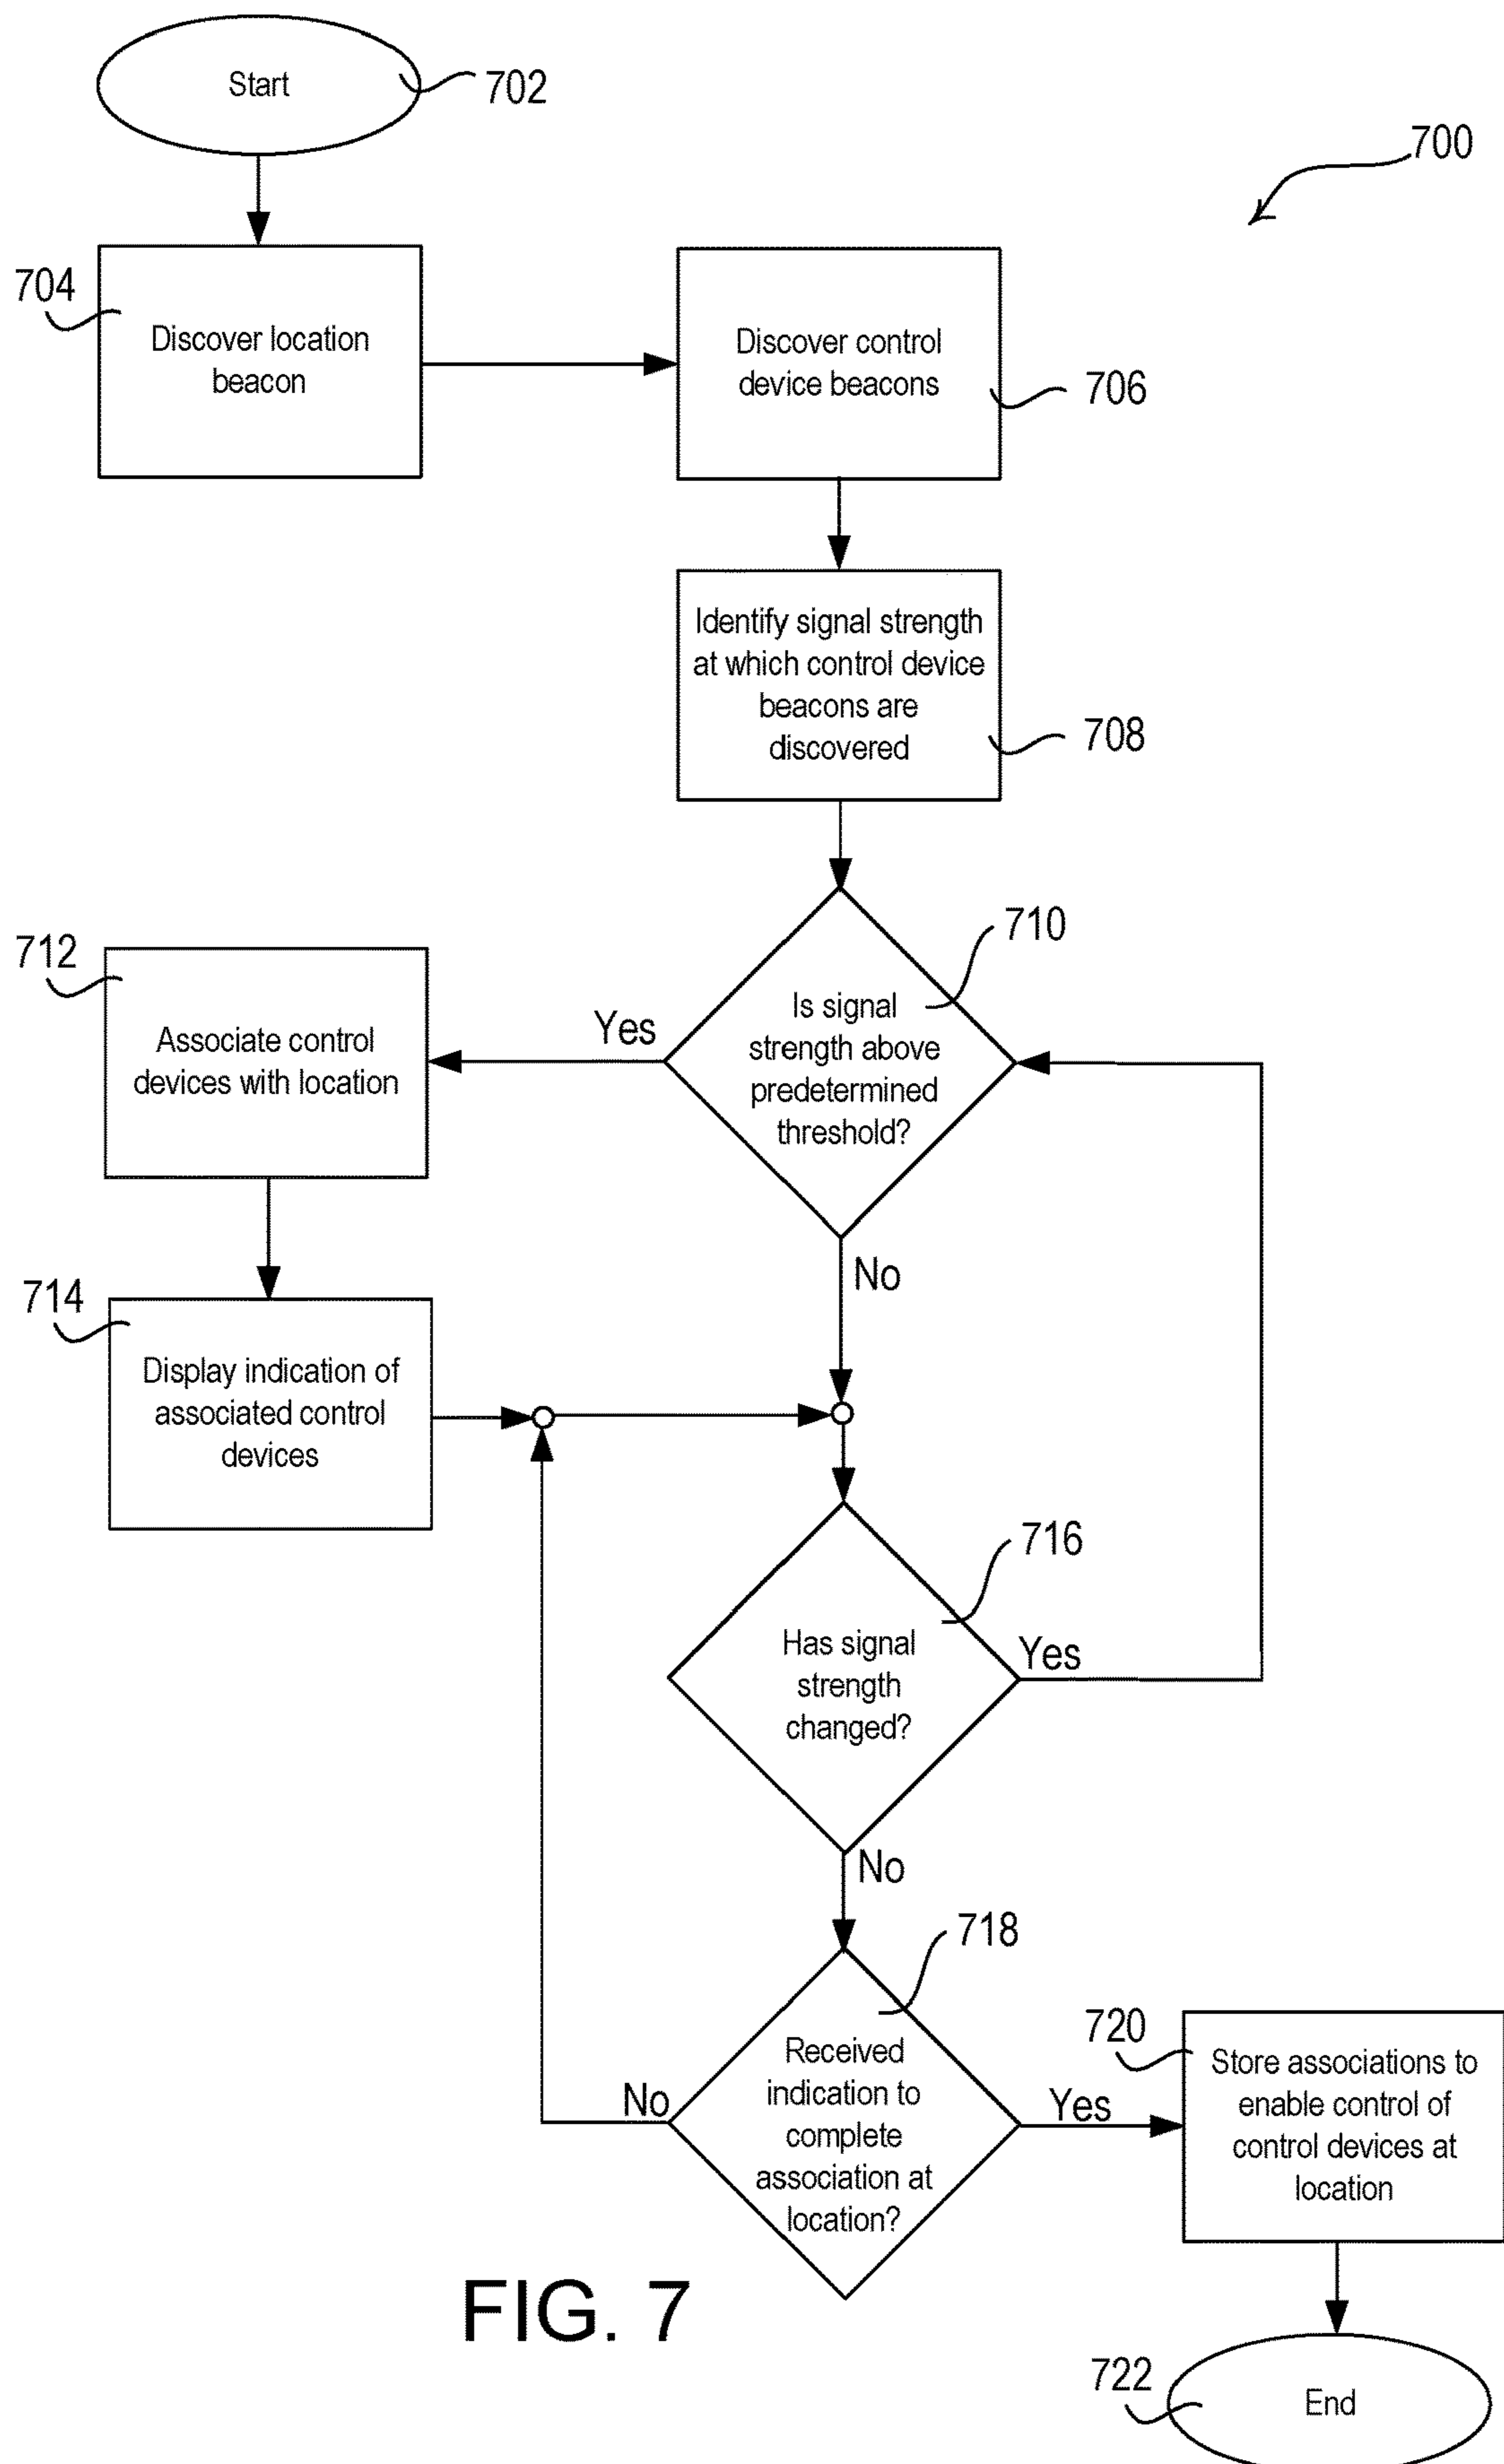 Start
702
700
704
Discover location
beacon
Discover control
device beacons
706
Identify signal strength
at which control device
beacons are
discovered
708
710
712
Yes
Is signal
strength above
predetermined
threshold?
Associate control
devices with location
No
714
Display indication of
associated control
devices
716
Has signal
strength
changed?
Yes
No
718
Received
indication to
complete
association at
location?
No
Yes
720
Store associations to
enable control of
control devices at
location
FIG. 7
722
End